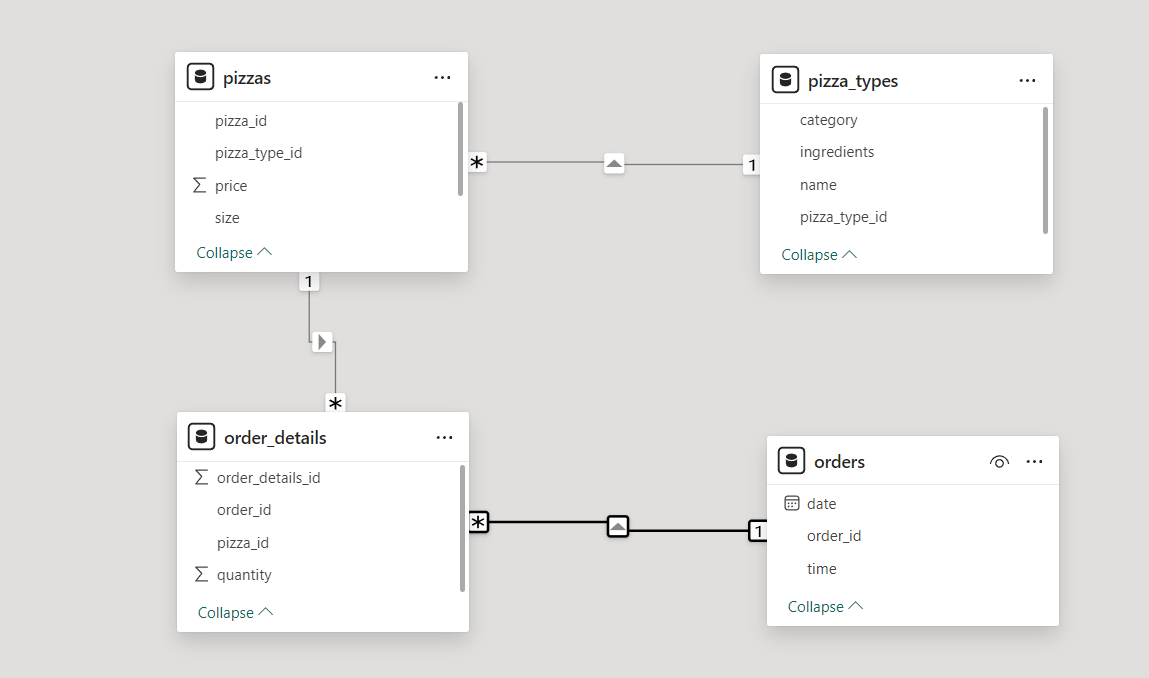 pizzas
pizza_id
pizza_type_id
price
size
Collapse
pizza_types
category
ingredients
name
pizza_type_id
Collapse
* 1
1
*
order_details
order_details_id
order_id
pizza_id
quantity
Collapse
* 1
orders
date
order_id
time
Collapse